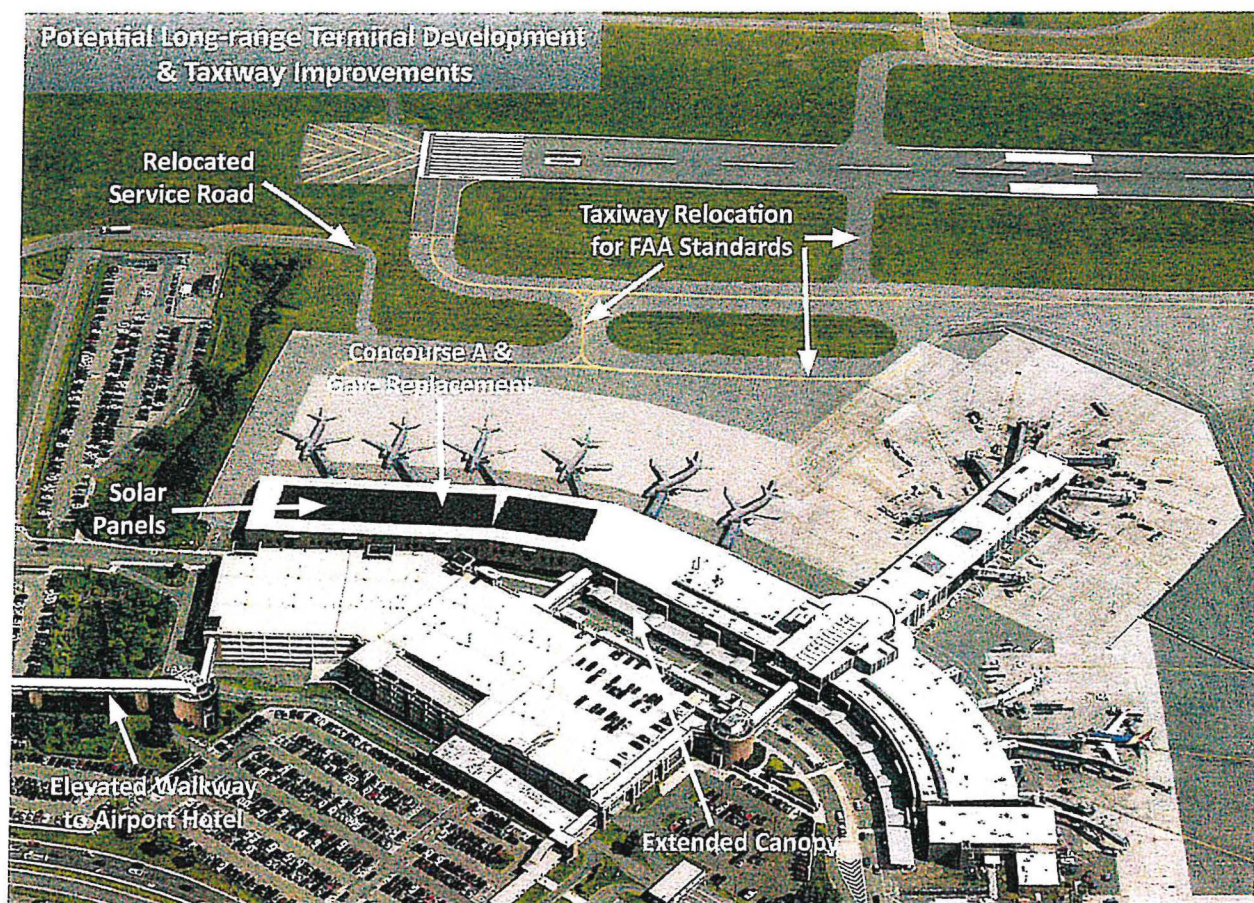 Potential Long-range Terminal Development
& Taxiway Improvements
Relocated
Service Road
Taxiway Relocation
for FAA Standards
Concourse A &
Gate Replacement
Solar
Panels
Elevated Walkway
to Airport Hotel
Extended Canopy